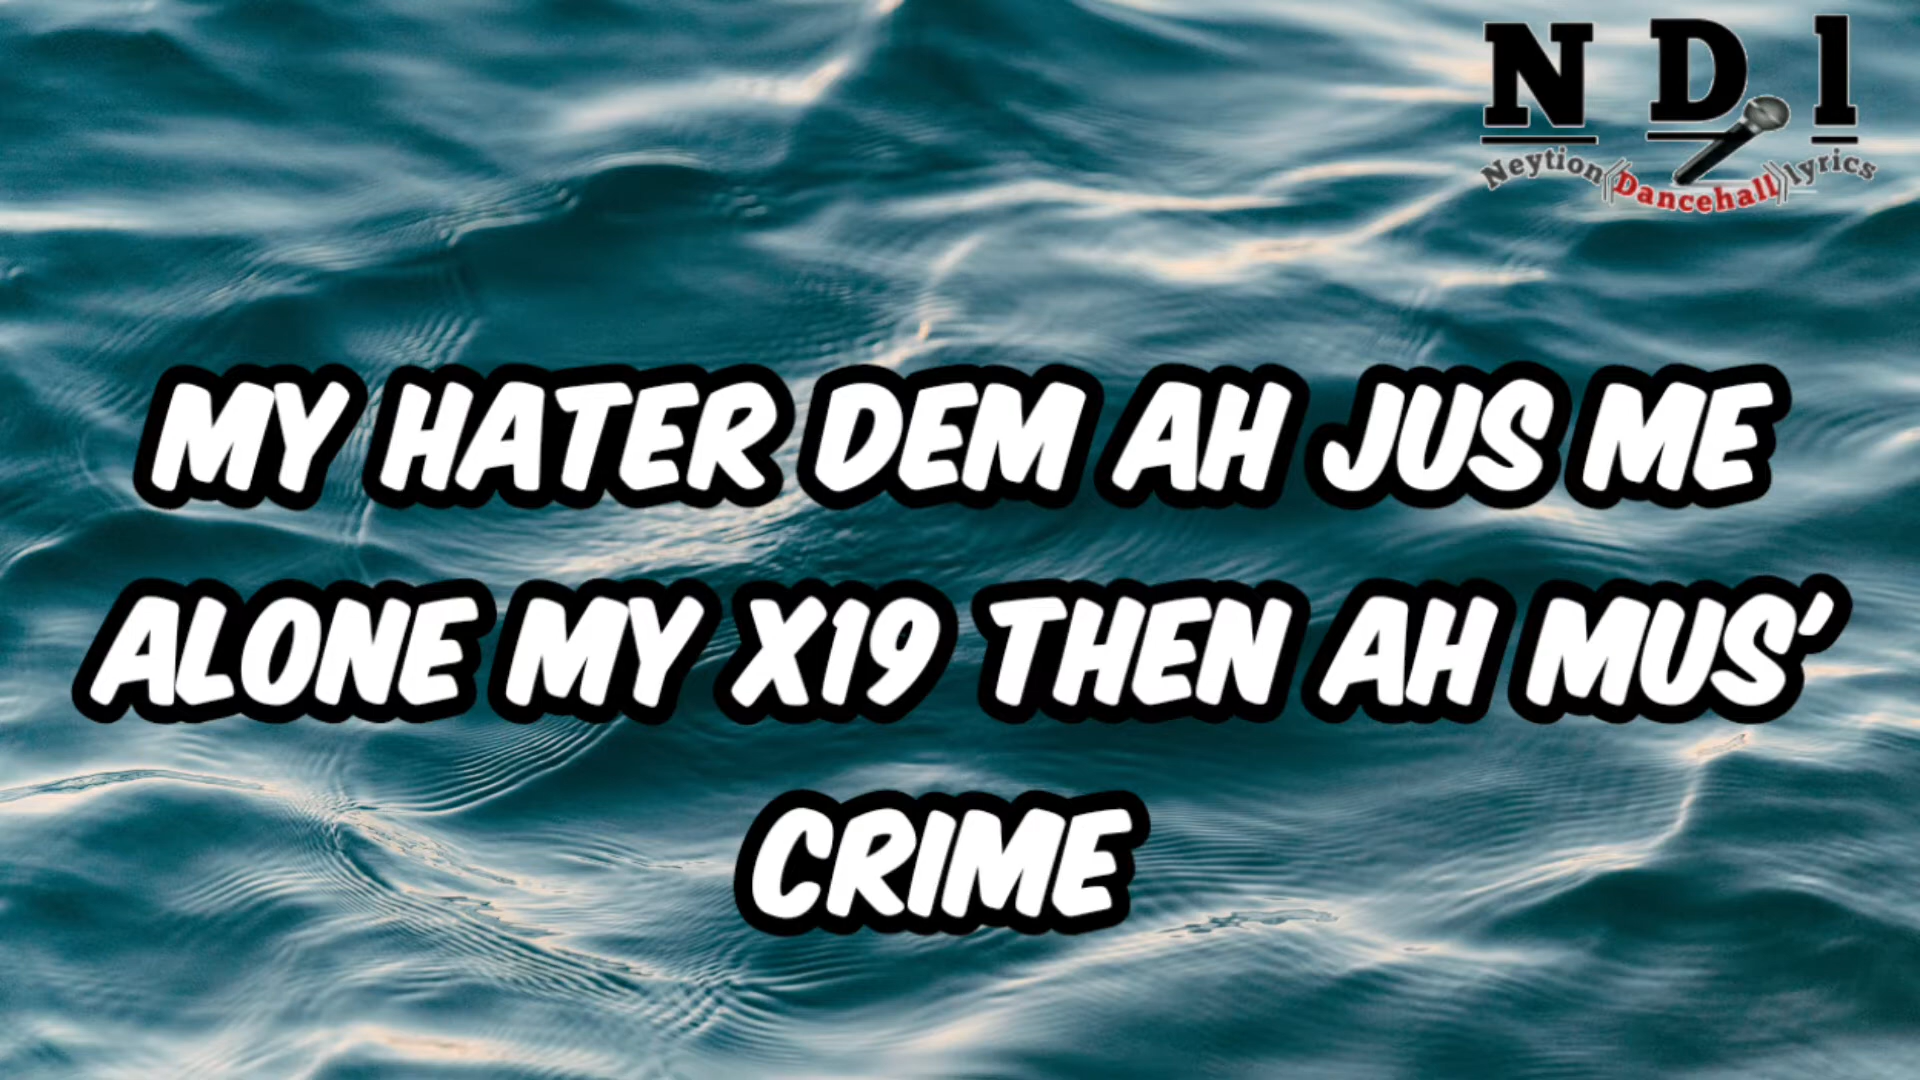 N D l
Neytion Dancehall lyrics
MY HATER DEM AH JUS ME
ALONE MY X19 THEN AH MUS'
CRIME